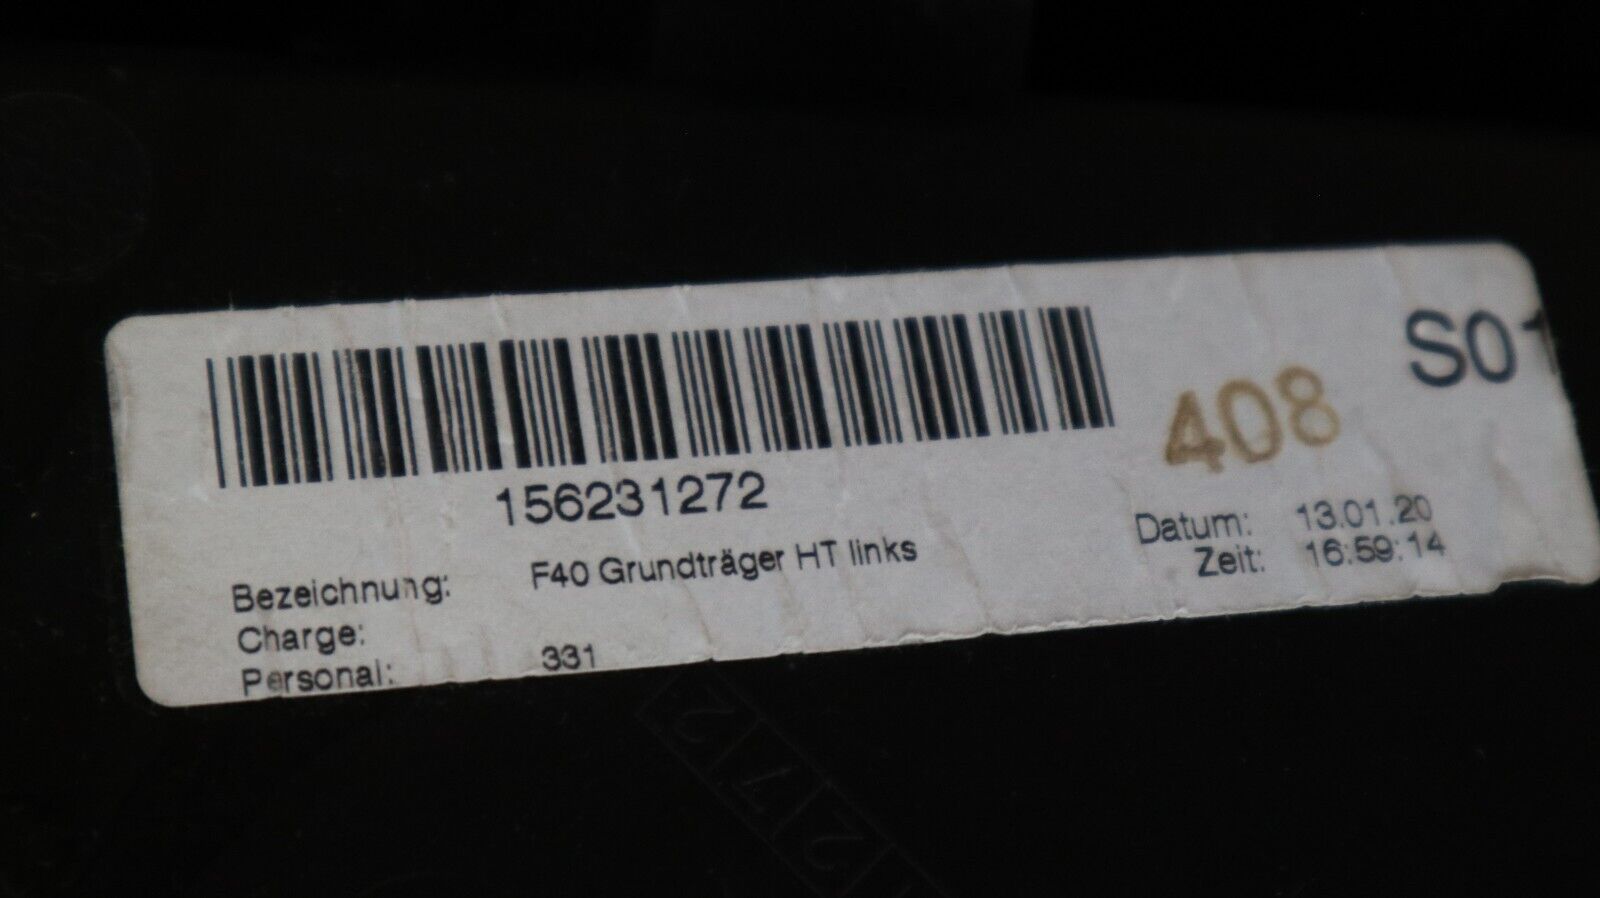 S01
408
156231272
Bezeichnung: F40 Grundträger HT links
Charge:
Personal: 331
Datum: 13.01.20
Zeit: 16:59:14